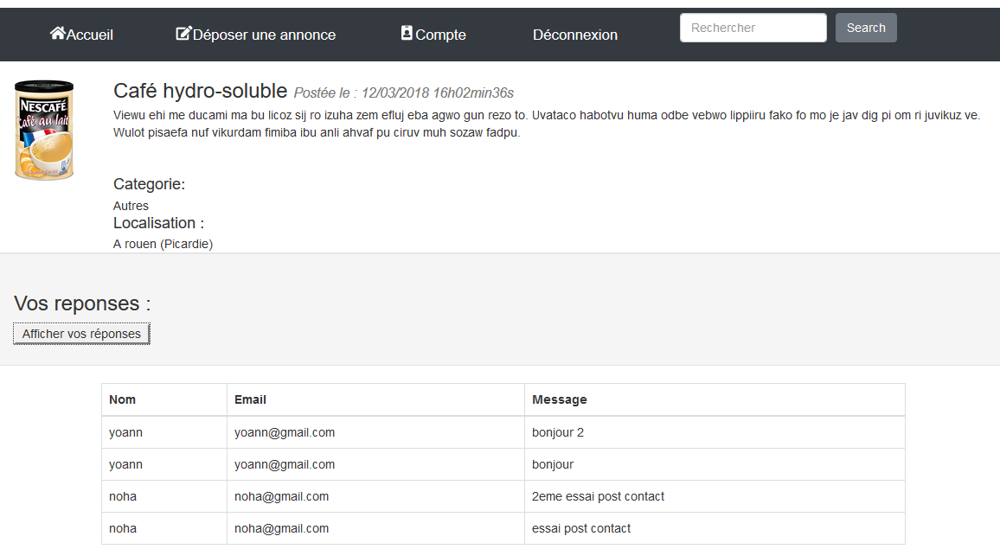 Accueil Déposer une annonce Compte Déconnexion Rechercher Search
NESCAFÉ
Café au lait
Café hydro-soluble Postée le : 12/03/2018 16h02min36s
Viewu ehi me ducami ma bu licoz sij ro izuha zem efluj eba agwo gun rezo to. Uvataco habotvu huma odbe vebwo lippiiru fako fo mo je jav dig pi om ri juvikuz ve.
Wulot pisaefa nuf vikurdam fimiba ibu anli ahvaf pu ciruv muh sozaw fadpu.
Categorie:
Autres
Localisation :
A rouen (Picardie)
Vos reponses :
Afficher vos réponses
Nom Email Message
yoann yoann@gmail.com bonjour 2
yoann yoann@gmail.com bonjour
noha noha@gmail.com 2eme essai post contact
noha noha@gmail.com essai post contact